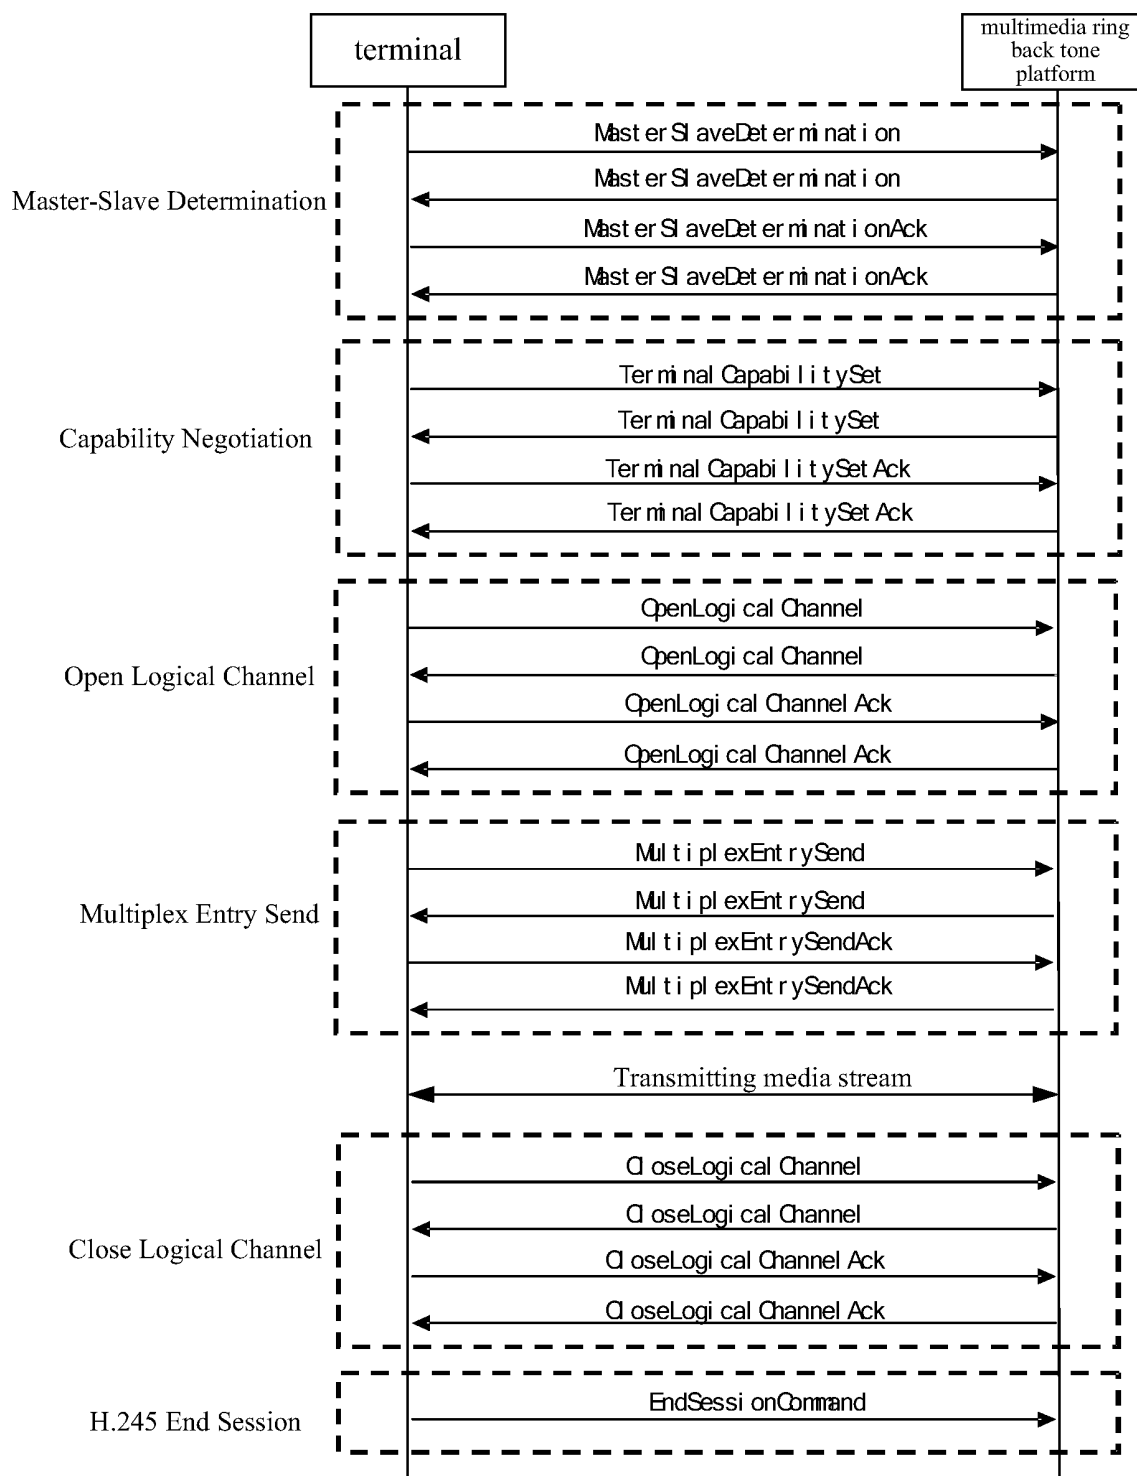 terminal
multimedia ring
back tone
platform
MasterSlaveDetermination
MasterSlaveDetermination
Master-Slave Determination
MasterSlaveDeterminationAck
MasterSlaveDeterminationAck
TerminalCapabilitySet
TerminalCapabilitySet
Capability Negotiation
TerminalCapabilitySetAck
TerminalCapabilitySetAck
OpenLogicalChannel
OpenLogicalChannel
Open Logical Channel
OpenLogicalChannelAck
OpenLogicalChannelAck
MultiplexEntrySend
MultiplexEntrySend
Multiplex Entry Send
MultiplexEntrySendAck
MultiplexEntrySendAck
Transmitting media stream
CloseLogicalChannel
CloseLogicalChannel
Close Logical Channel
CloseLogicalChannelAck
CloseLogicalChannelAck
EndSessionCommand
H.245 End Session